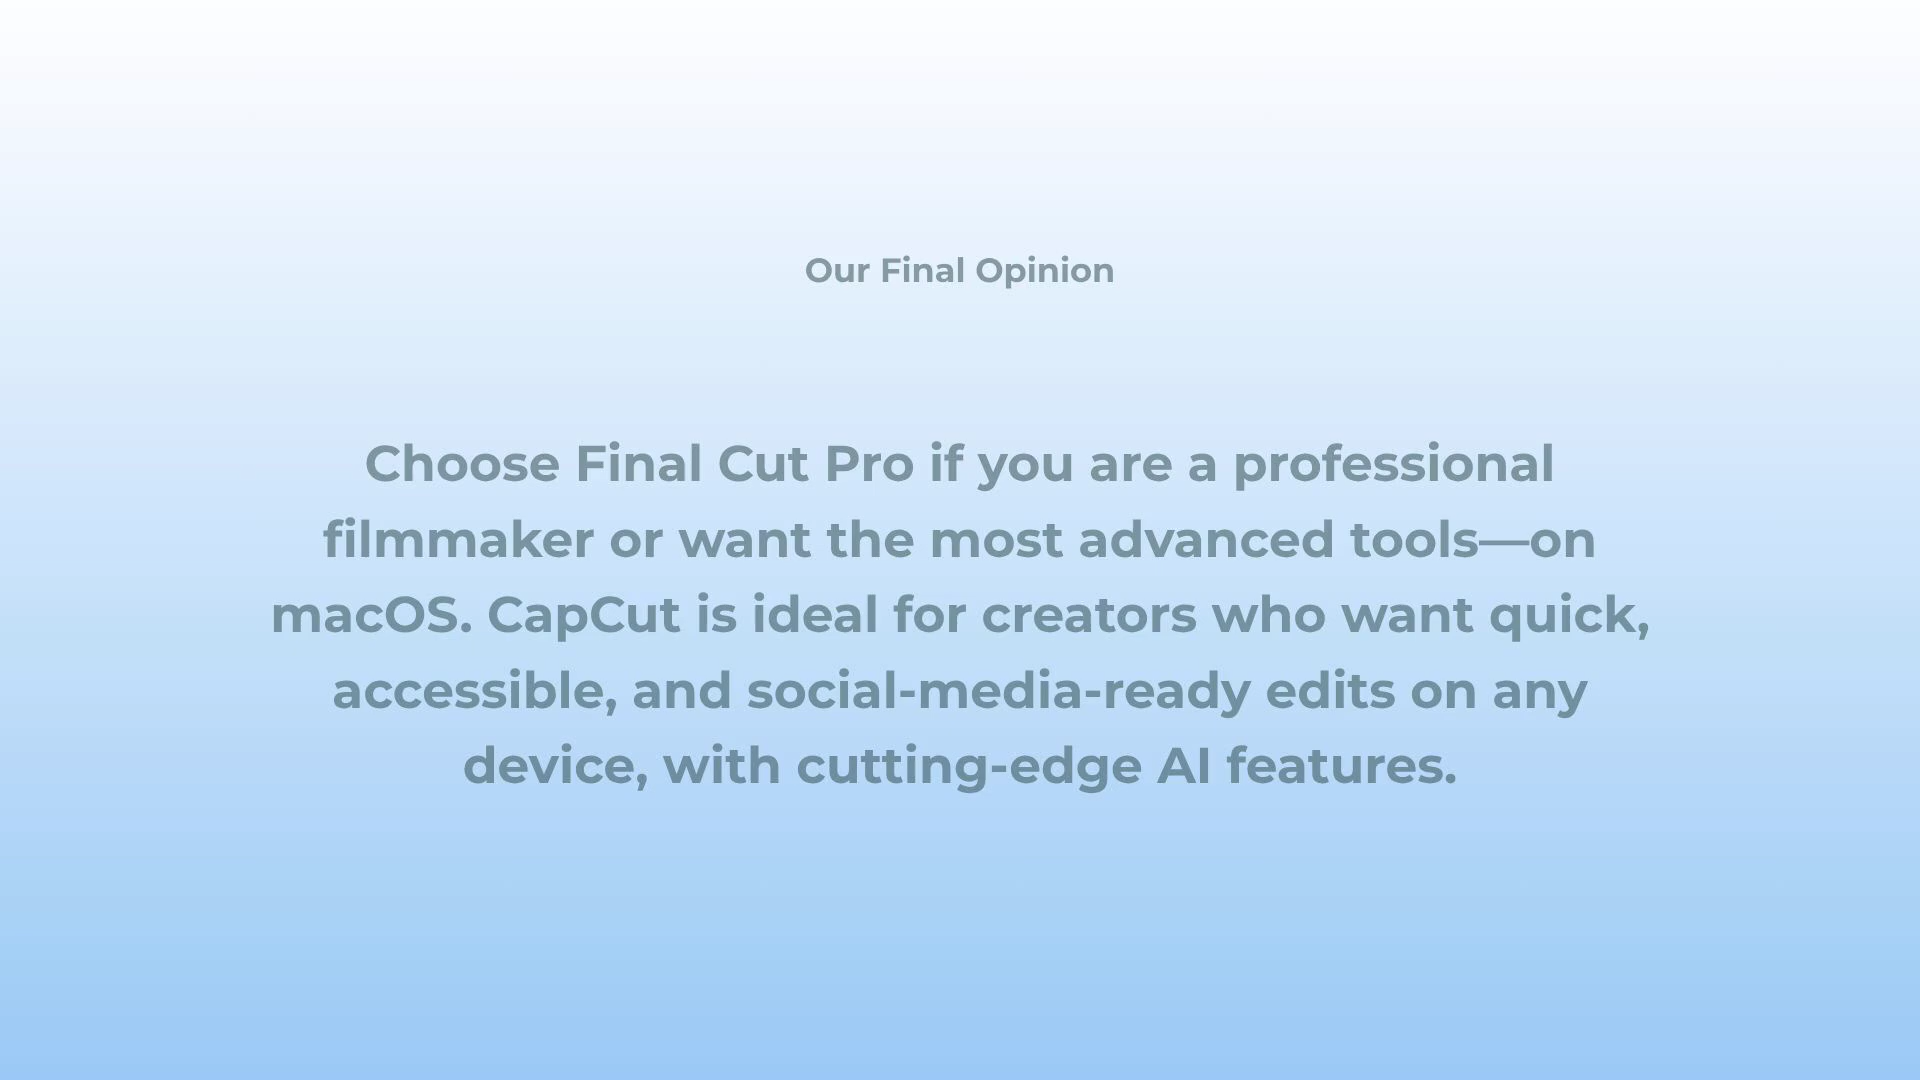 Our Final Opinion
Choose Final Cut Pro if you are a professional
filmmaker or want the most advanced tools—on
macOS. CapCut is ideal for creators who want quick,
accessible, and social-media-ready edits on any
device, with cutting-edge AI features.